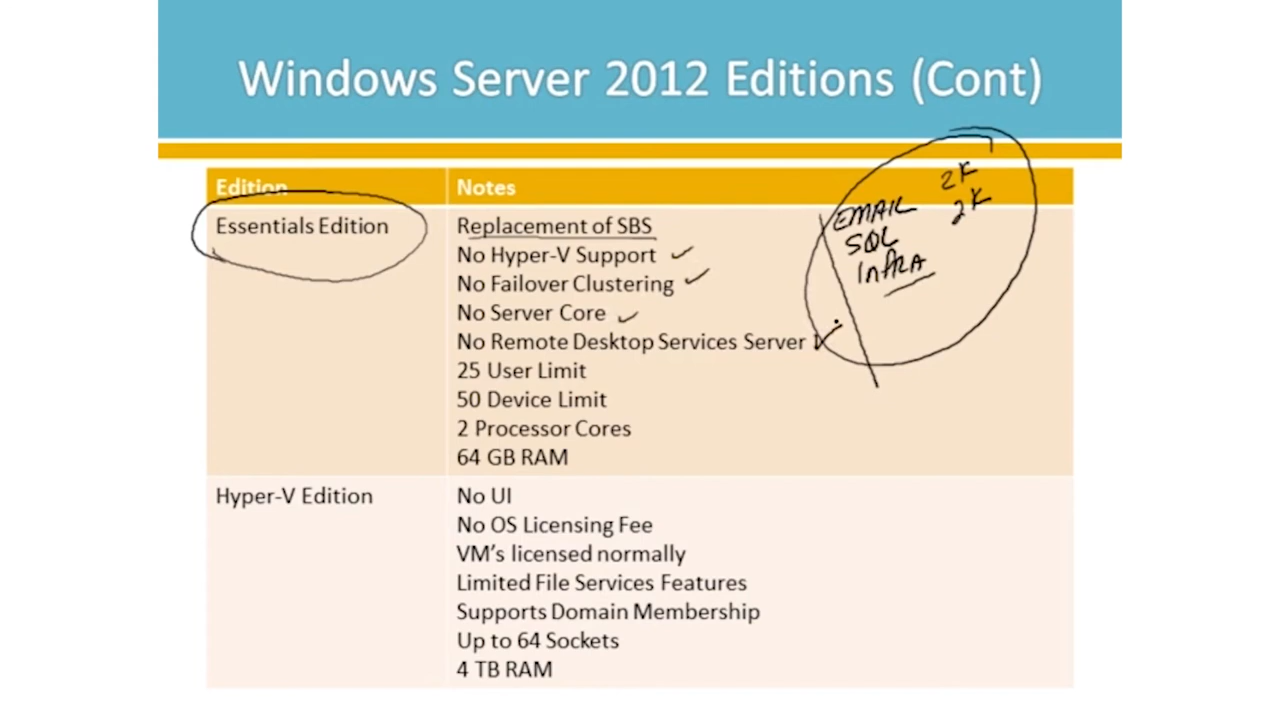 Windows Server 2012 Editions (Cont)
Edition Notes
Essentials Edition Replacement of SBS
No Hyper-V Support
No Failover Clustering
No Server Core
No Remote Desktop Services Server
25 User Limit
50 Device Limit
2 Processor Cores
64 GB RAM
2K
EMAIL 2K
SQL
INFRA
Hyper-V Edition No UI
No OS Licensing Fee
VM's licensed normally
Limited File Services Features
Supports Domain Membership
Up to 64 Sockets
4 TB RAM